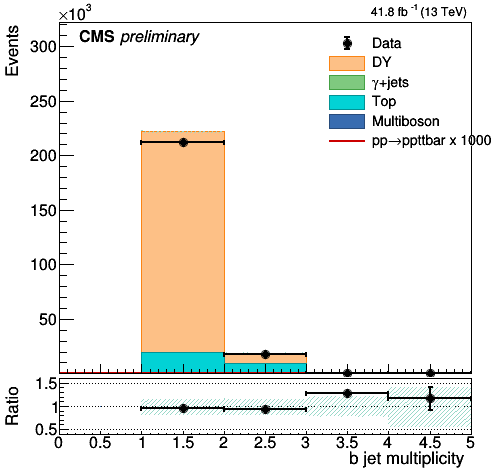 ×10³
41.8 fb⁻¹ (13 TeV)
CMS preliminary
Events
300
250
200
150
100
50
Data
DY
γ+jets
Top
Multiboson
pp→ppttbar x 1000
Ratio
1.5
1
0.5
0 0.5 1 1.5 2 2.5 3 3.5 4 4.5 5
b jet multiplicity